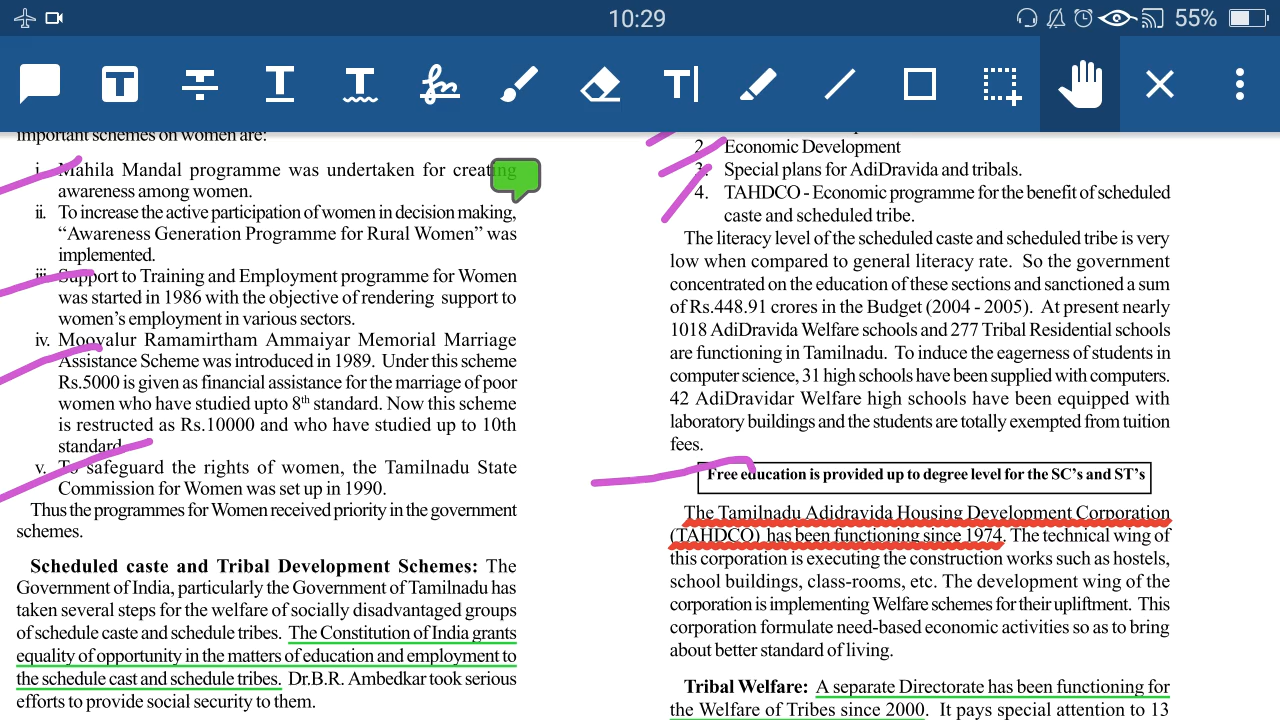 10:29
55%
important schemes on women are:
i. Mahila Mandal programme was undertaken for creating
awareness among women.
ii. To increase the active participation of women in decision making,
“Awareness Generation Programme for Rural Women” was
implemented.
iii. Support to Training and Employment programme for Women
was started in 1986 with the objective of rendering support to
women’s employment in various sectors.
iv. Moovalur Ramamirtham Ammaiyar Memorial Marriage
Assistance Scheme was introduced in 1989. Under this scheme
Rs.5000 is given as financial assistance for the marriage of poor
women who have studied upto 8th standard. Now this scheme
is restructed as Rs.10000 and who have studied up to 10th
standard
v. To safeguard the rights of women, the Tamilnadu State
Commission for Women was set up in 1990.
Thus the programmes for Women received priority in the government
schemes.
Scheduled caste and Tribal Development Schemes: The
Government of India, particularly the Government of Tamilnadu has
taken several steps for the welfare of socially disadvantaged groups
of schedule caste and schedule tribes. The Constitution of India grants
equality of opportunity in the matters of education and employment to
the schedule cast and schedule tribes. Dr.B.R. Ambedkar took serious
efforts to provide social security to them.
2. Economic Development
3. Special plans for AdiDravida and tribals.
4. TAHDCO - Economic programme for the benefit of scheduled
caste and scheduled tribe.
The literacy level of the scheduled caste and scheduled tribe is very
low when compared to general literacy rate. So the government
concentrated on the education of these sections and sanctioned a sum
of Rs.448.91 crores in the Budget (2004 - 2005). At present nearly
1018 AdiDravida Welfare schools and 277 Tribal Residential schools
are functioning in Tamilnadu. To induce the eagerness of students in
computer science, 31 high schools have been supplied with computers.
42 AdiDravidar Welfare high schools have been equipped with
laboratory buildings and the students are totally exempted from tuition
fees.
Free education is provided up to degree level for the SC’s and ST’s
The Tamilnadu Adidravida Housing Development Corporation
(TAHDCO) has been functioning since 1974. The technical wing of
this corporation is executing the construction works such as hostels,
school buildings, class-rooms, etc. The development wing of the
corporation is implementing Welfare schemes for their upliftment. This
corporation formulate need-based economic activities so as to bring
about better standard of living.
Tribal Welfare: A separate Directorate has been functioning for
the Welfare of Tribes since 2000. It pays special attention to 13